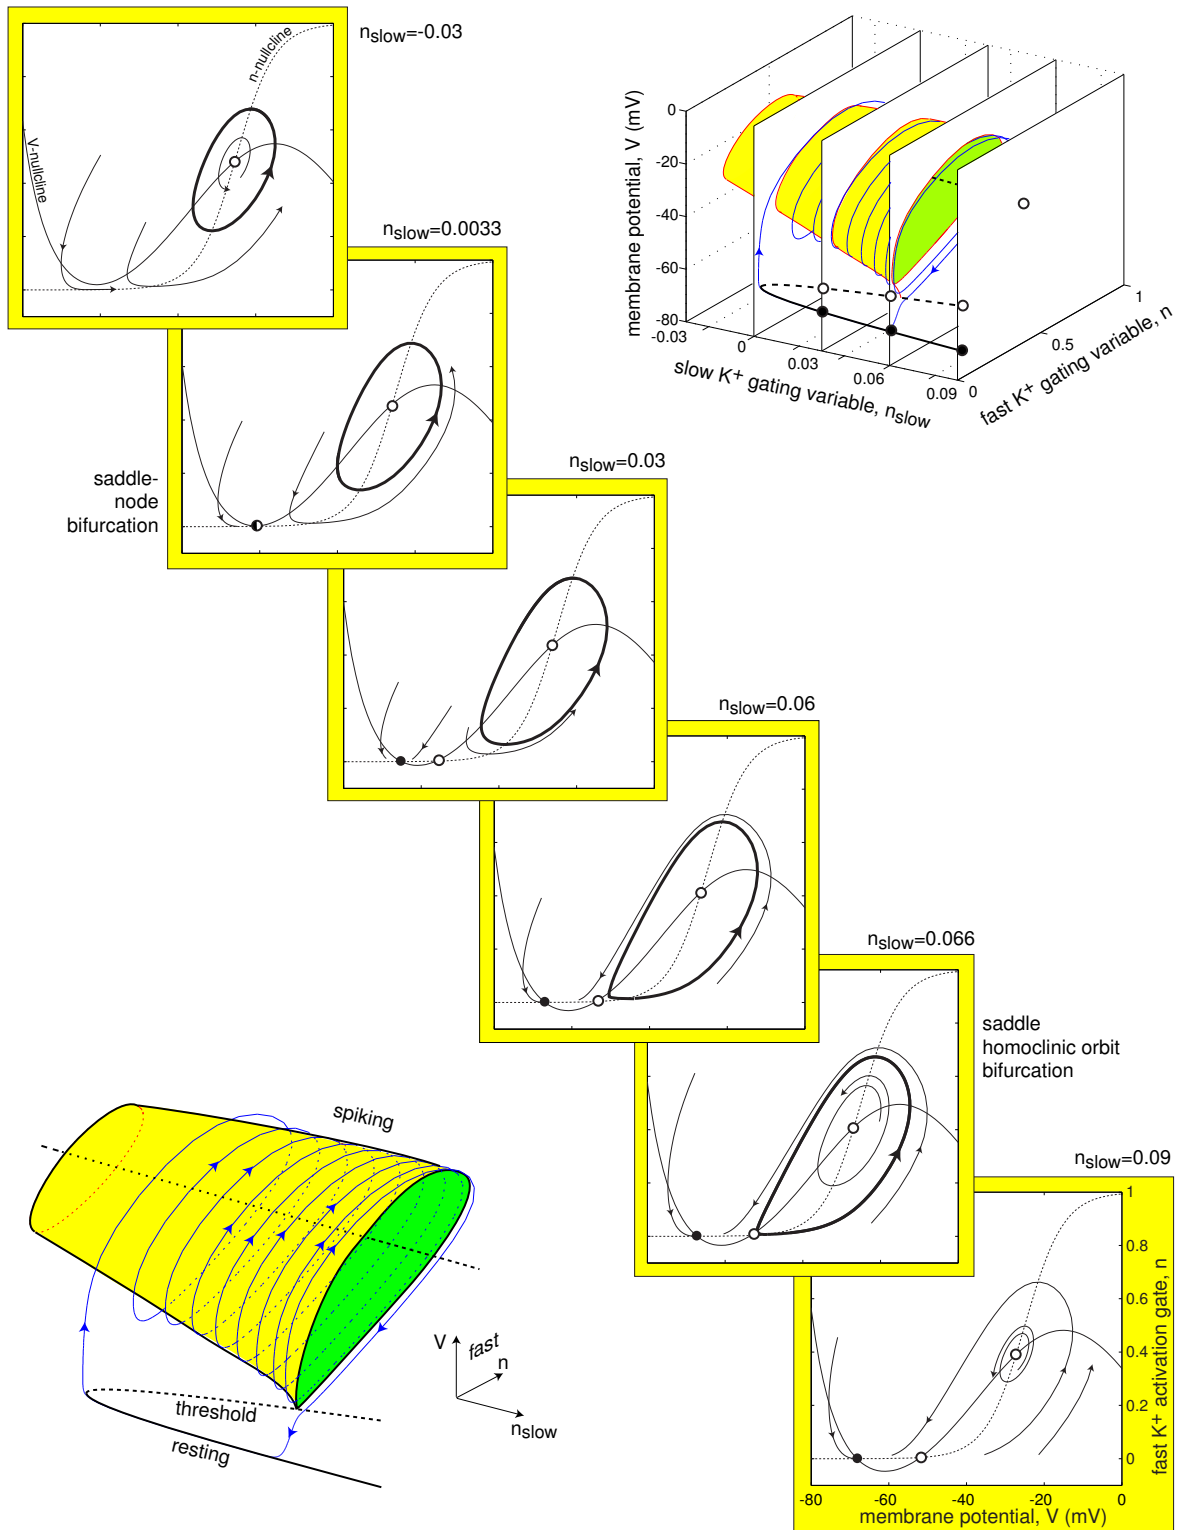 nslow=-0.03
n-nullcline
V-nullcline
nslow=0.0033
saddle-
node
bifurcation
nslow=0.03
nslow=0.06
nslow=0.066
saddle
homoclinic orbit
bifurcation
nslow=0.09
1
0.8
0.6
0.4
0.2
0
fast K+ activation gate, n
-80
-60
-40
-20
0
membrane potential, V (mV)
membrane potential, V (mV)
0
-20
-40
-60
-80
-0.03
0
0.03
0.06
0.09
slow K+ gating variable, nslow
0
0.5
1
fast K+ gating variable, n
spiking
threshold
resting
V
fast
n
nslow